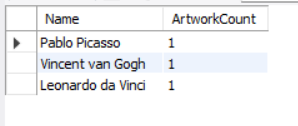 Name ArtworkCount
Pablo Picasso 1
Vincent van Gogh 1
Leonardo da Vinci 1